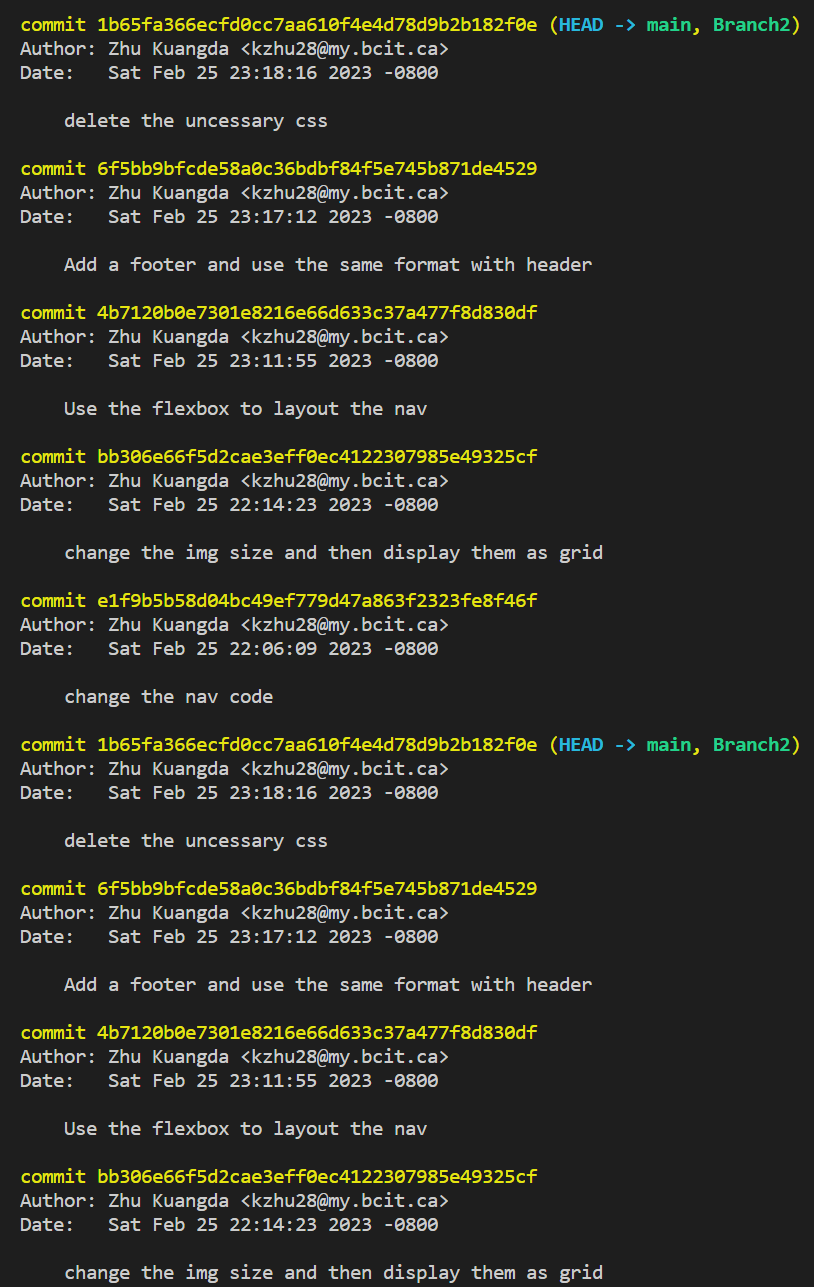 commit 1b65fa366ecfd0cc7aa610f4e4d78d9b2b182f0e (HEAD -> main, Branch2)
Author: Zhu Kuangda <kzhu28@my.bcit.ca>
Date:   Sat Feb 25 23:18:16 2023 -0800
    delete the uncessary css
commit 6f5bb9bfcde58a0c36bdbf84f5e745b871de4529
Author: Zhu Kuangda <kzhu28@my.bcit.ca>
Date:   Sat Feb 25 23:17:12 2023 -0800
    Add a footer and use the same format with header
commit 4b7120b0e7301e8216e66d633c37a477f8d830df
Author: Zhu Kuangda <kzhu28@my.bcit.ca>
Date:   Sat Feb 25 23:11:55 2023 -0800
    Use the flexbox to layout the nav
commit bb306e66f5d2cae3eff0ec4122307985e49325cf
Author: Zhu Kuangda <kzhu28@my.bcit.ca>
Date:   Sat Feb 25 22:14:23 2023 -0800
    change the img size and then display them as grid
commit e1f9b5b58d04bc49ef779d47a863f2323fe8f46f
Author: Zhu Kuangda <kzhu28@my.bcit.ca>
Date:   Sat Feb 25 22:06:09 2023 -0800
    change the nav code
commit 1b65fa366ecfd0cc7aa610f4e4d78d9b2b182f0e (HEAD -> main, Branch2)
Author: Zhu Kuangda <kzhu28@my.bcit.ca>
Date:   Sat Feb 25 23:18:16 2023 -0800
    delete the uncessary css
commit 6f5bb9bfcde58a0c36bdbf84f5e745b871de4529
Author: Zhu Kuangda <kzhu28@my.bcit.ca>
Date:   Sat Feb 25 23:17:12 2023 -0800
    Add a footer and use the same format with header
commit 4b7120b0e7301e8216e66d633c37a477f8d830df
Author: Zhu Kuangda <kzhu28@my.bcit.ca>
Date:   Sat Feb 25 23:11:55 2023 -0800
    Use the flexbox to layout the nav
commit bb306e66f5d2cae3eff0ec4122307985e49325cf
Author: Zhu Kuangda <kzhu28@my.bcit.ca>
Date:   Sat Feb 25 22:14:23 2023 -0800
    change the img size and then display them as grid